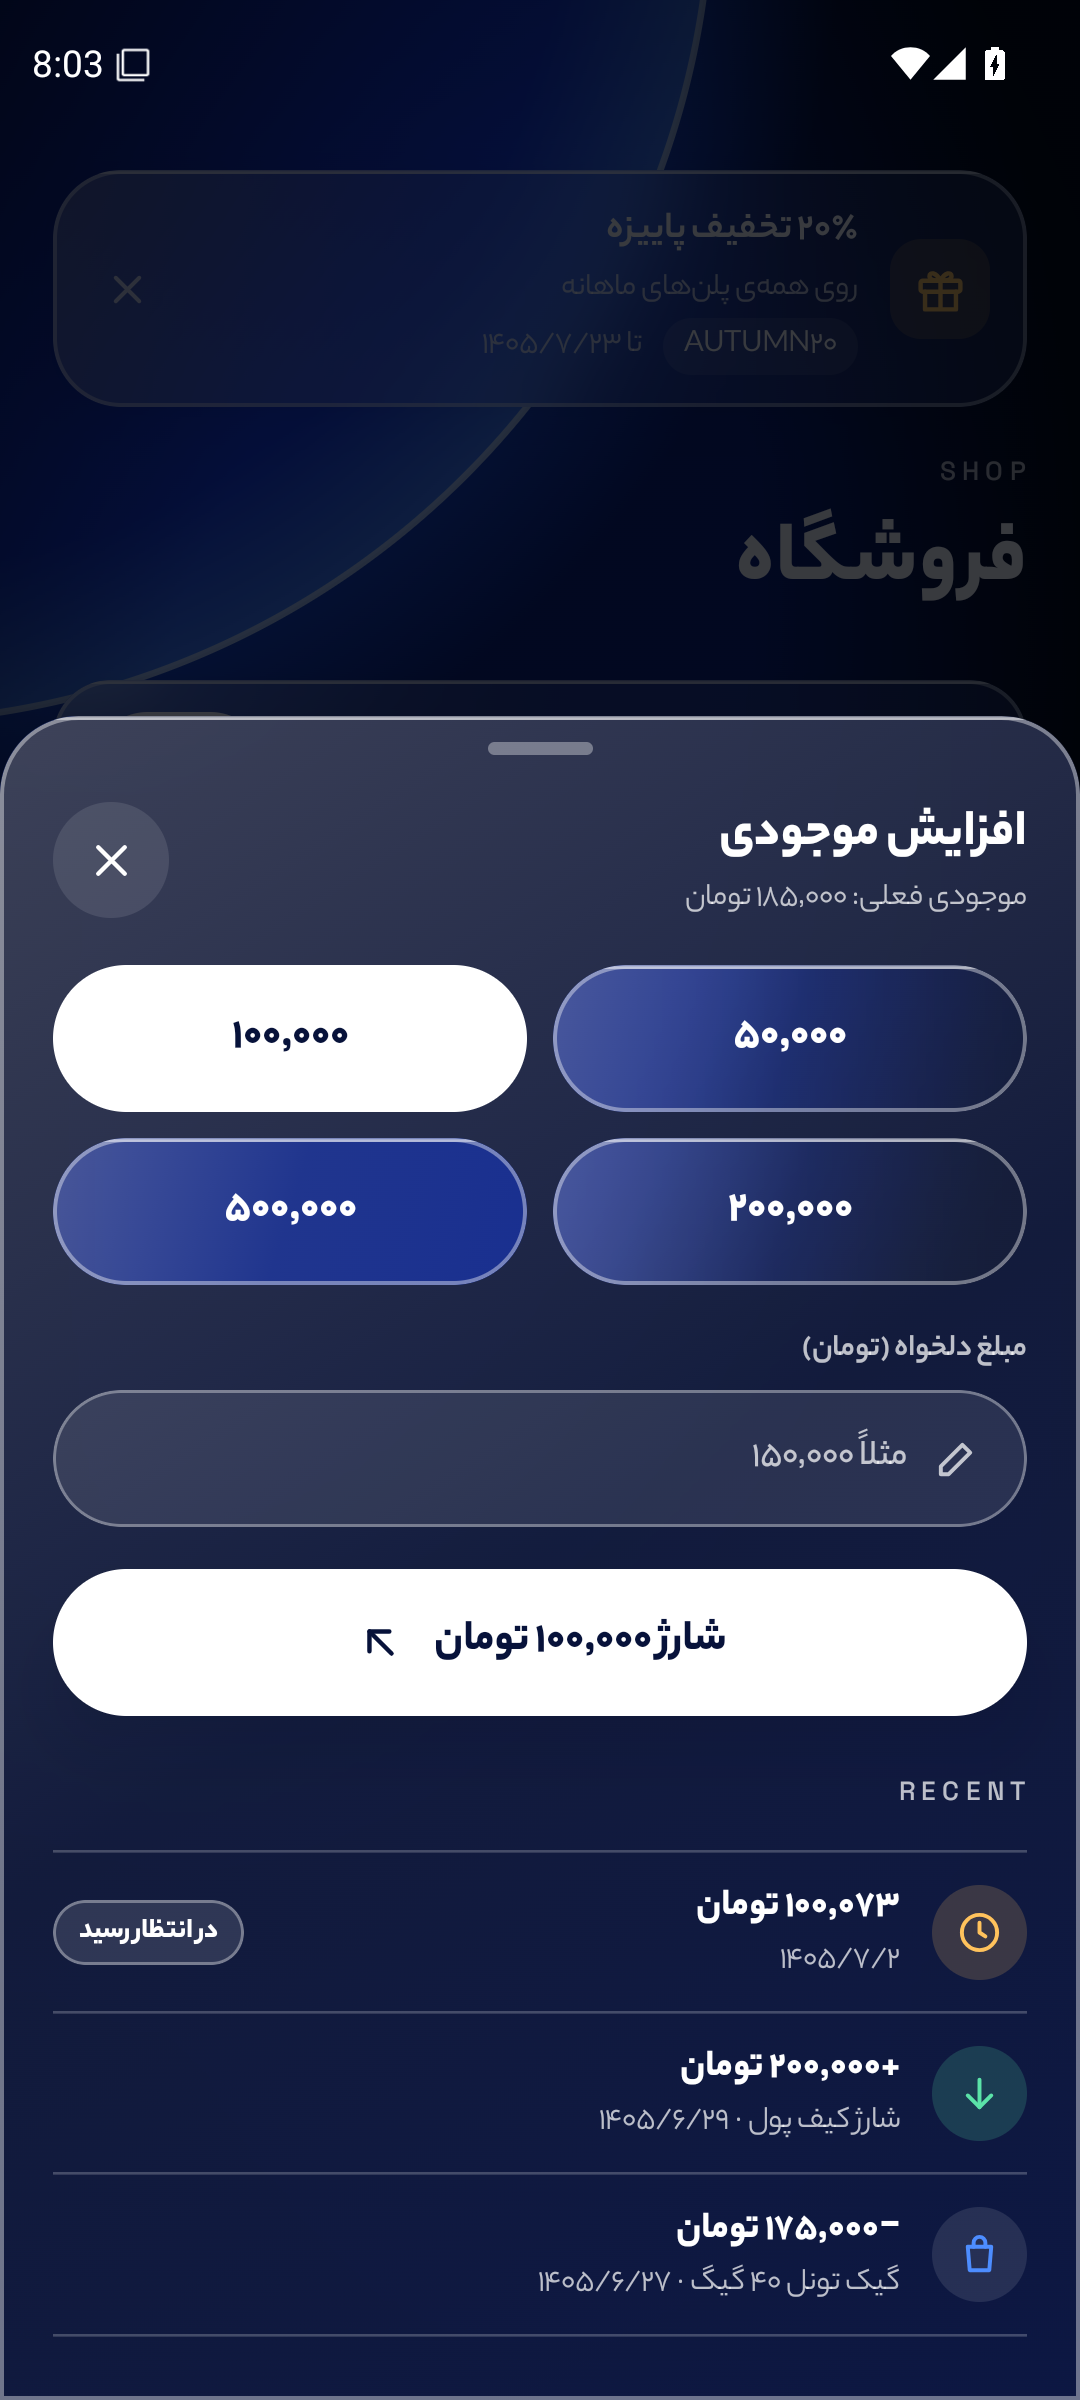 8:03
۲۰% تخفیف پاییزه
روی همه‌ی پلن‌های ماهانه
AUTUMN۲۰ تا ۱۴۰۵/۷/۲۳
SHOP
فروشگاه
افزایش موجودی
موجودی فعلی: ۱۸۵,۰۰۰ تومان
۵۰,۰۰۰
۱۰۰,۰۰۰
۲۰۰,۰۰۰
۵۰۰,۰۰۰
مبلغ دلخواه (تومان)
مثلاً ۱۵۰,۰۰۰
شارژ ۱۰۰,۰۰۰ تومان
RECENT
۱۰۰,۰۷۳ تومان
در انتظار رسید
۱۴۰۵/۷/۲
+۲۰۰,۰۰۰ تومان
شارژ کیف پول · ۱۴۰۵/۶/۲۹
−۱۷۵,۰۰۰ تومان
گیک تونل ۴۰ گیگ · ۱۴۰۵/۶/۲۷